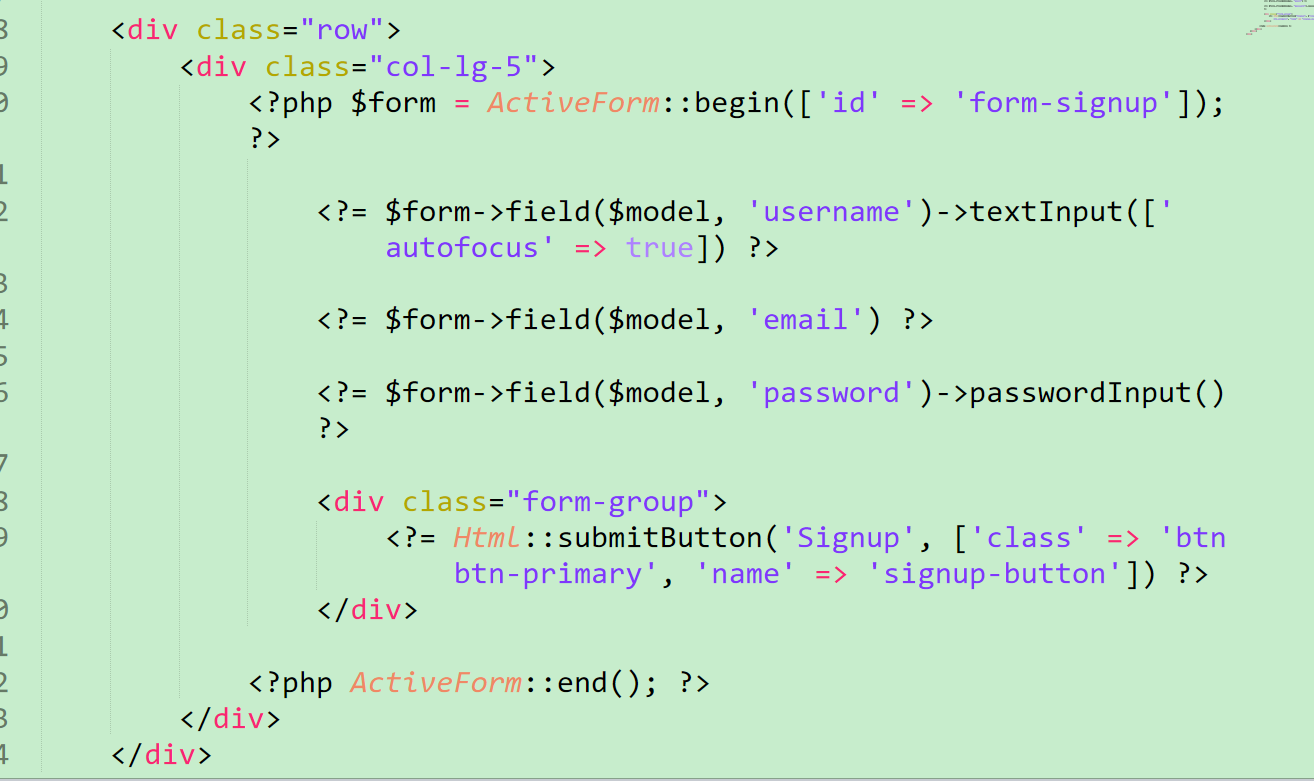 8 <div class="row">
9 <div class="col-lg-5">
0 <?php $form = ActiveForm::begin(['id' => 'form-signup']);
?>
1
2 <?= $form->field($model, 'username')->textInput(['
autofocus' => true]) ?>
3
4 <?= $form->field($model, 'email') ?>
5
6 <?= $form->field($model, 'password')->passwordInput()
?>
7
8 <div class="form-group">
9 <?= Html::submitButton('Signup', ['class' => 'btn
btn-primary', 'name' => 'signup-button']) ?>
0 </div>
1
2 <?php ActiveForm::end(); ?>
3 </div>
4 </div>